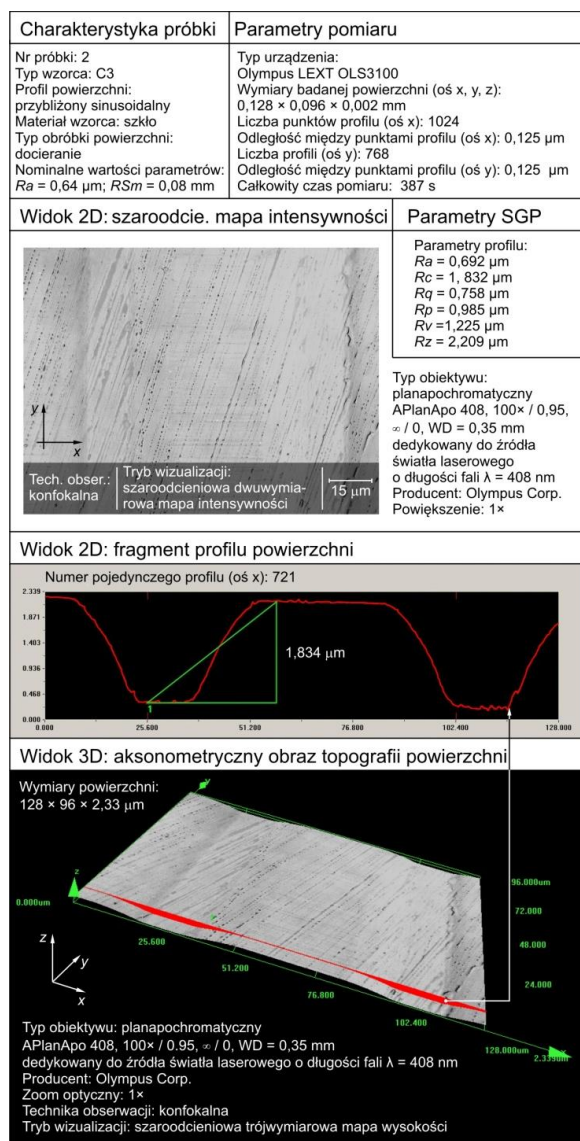 Charakterystyka próbki
Nr próbki: 2
Typ wzorca: C3
Profil powierzchni:
przybliżony sinusoidalny
Materiał wzorca: szkło
Typ obróbki powierzchni:
docieranie
Nominalne wartości parametrów:
Ra = 0,64 μm; RSm = 0,08 mm
Parametry pomiaru
Typ urządzenia:
Olympus LEXT OLS3100
Wymiary badanej powierzchni (oś x, y, z):
0,128 × 0,096 × 0,002 mm
Liczba punktów profilu (oś x): 1024
Odległość między punktami profilu (oś x): 0,125 μm
Liczba profili (oś y): 768
Odległość między punktami profilu (oś y): 0,125 μm
Całkowity czas pomiaru: 387 s
Widok 2D: szaroodcie. mapa intensywności
y
x
Tech. obser.:
konfokalna
Tryb wizualizacji:
szaroodcieniowa dwuwymia-
rowa mapa intensywności
15 μm
Parametry SGP
Parametry profilu:
Ra = 0,692 μm
Rc = 1, 832 μm
Rq = 0,758 μm
Rp = 0,985 μm
Rv =1,225 μm
Rz = 2,209 μm
Typ obiektywu:
planapochromatyczny
APlanApo 408, 100× / 0,95,
∞ / 0, WD = 0,35 mm
dedykowany do źródła
światła laserowego
o długości fali λ = 408 nm
Producent: Olympus Corp.
Powiększenie: 1×
Widok 2D: fragment profilu powierzchni
Numer pojedynczego profilu (oś x): 721
2.339
1.871
1.403
0.936
0.468
0.000
1
1,834 μm
0.000 25.600 51.200 76.800 102.400 128.000
Widok 3D: aksonometryczny obraz topografii powierzchni
Wymiary powierzchni:
128 × 96 × 2,33 μm
y
z
0.000um
96.000um
72.000
48.000
24.000
25.600
51.200
76.800
102.400
128.000um
z
y
x
Typ obiektywu: planapochromatyczny
APlanApo 408, 100× / 0.95, ∞ / 0, WD = 0,35 mm
dedykowany do źródła światła laserowego o długości fali λ = 408 nm
Producent: Olympus Corp.
Zoom optyczny: 1×
Technika obserwacji: konfokalna
Tryb wizualizacji: szaroodcieniowa trójwymiarowa mapa wysokości